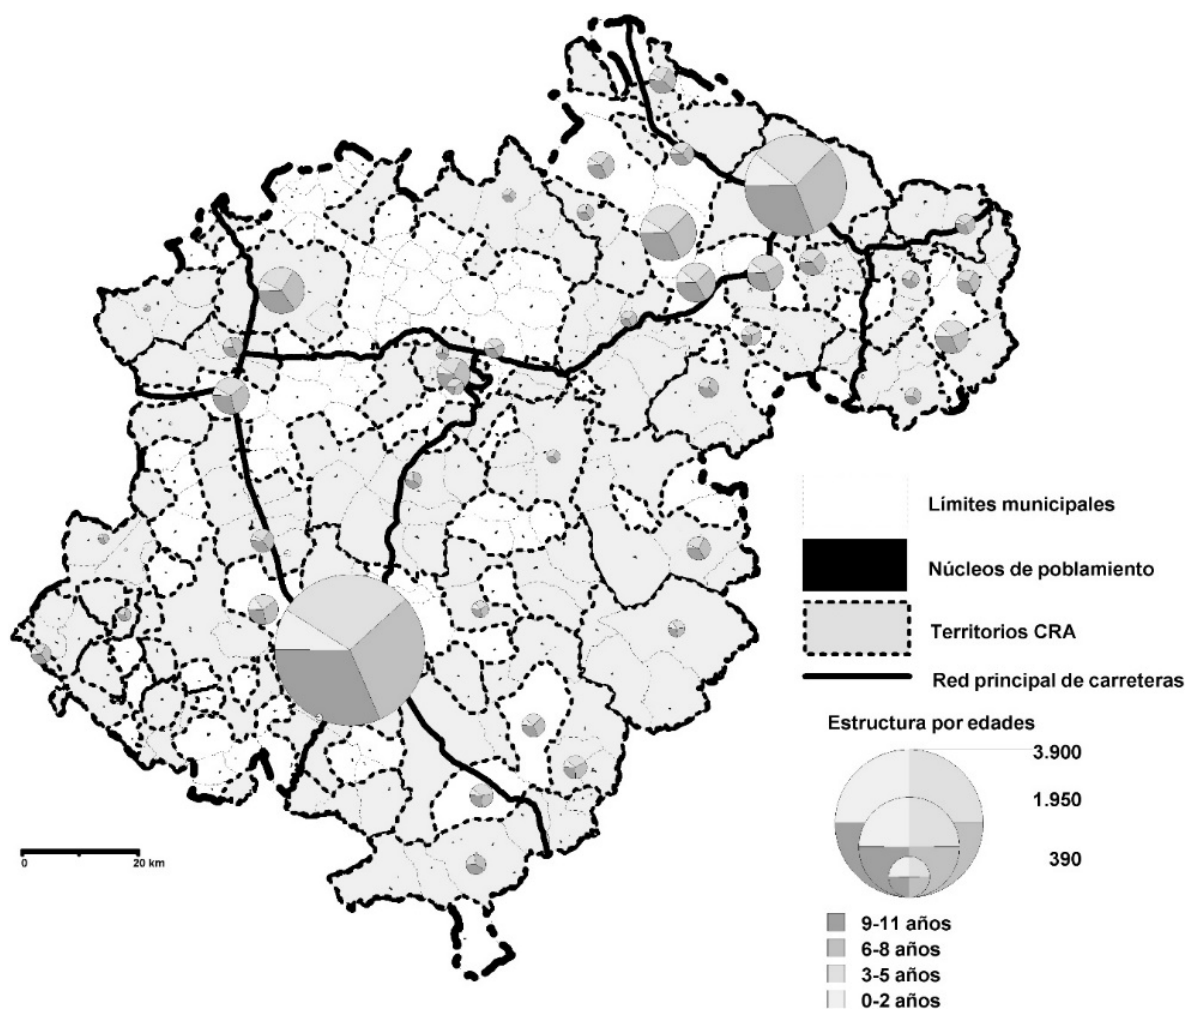 Límites municipales
Núcleos de poblamiento
Territorios CRA
Red principal de carreteras
Estructura por edades
3.900
1.950
390
0 20 km
9-11 años
6-8 años
3-5 años
0-2 años